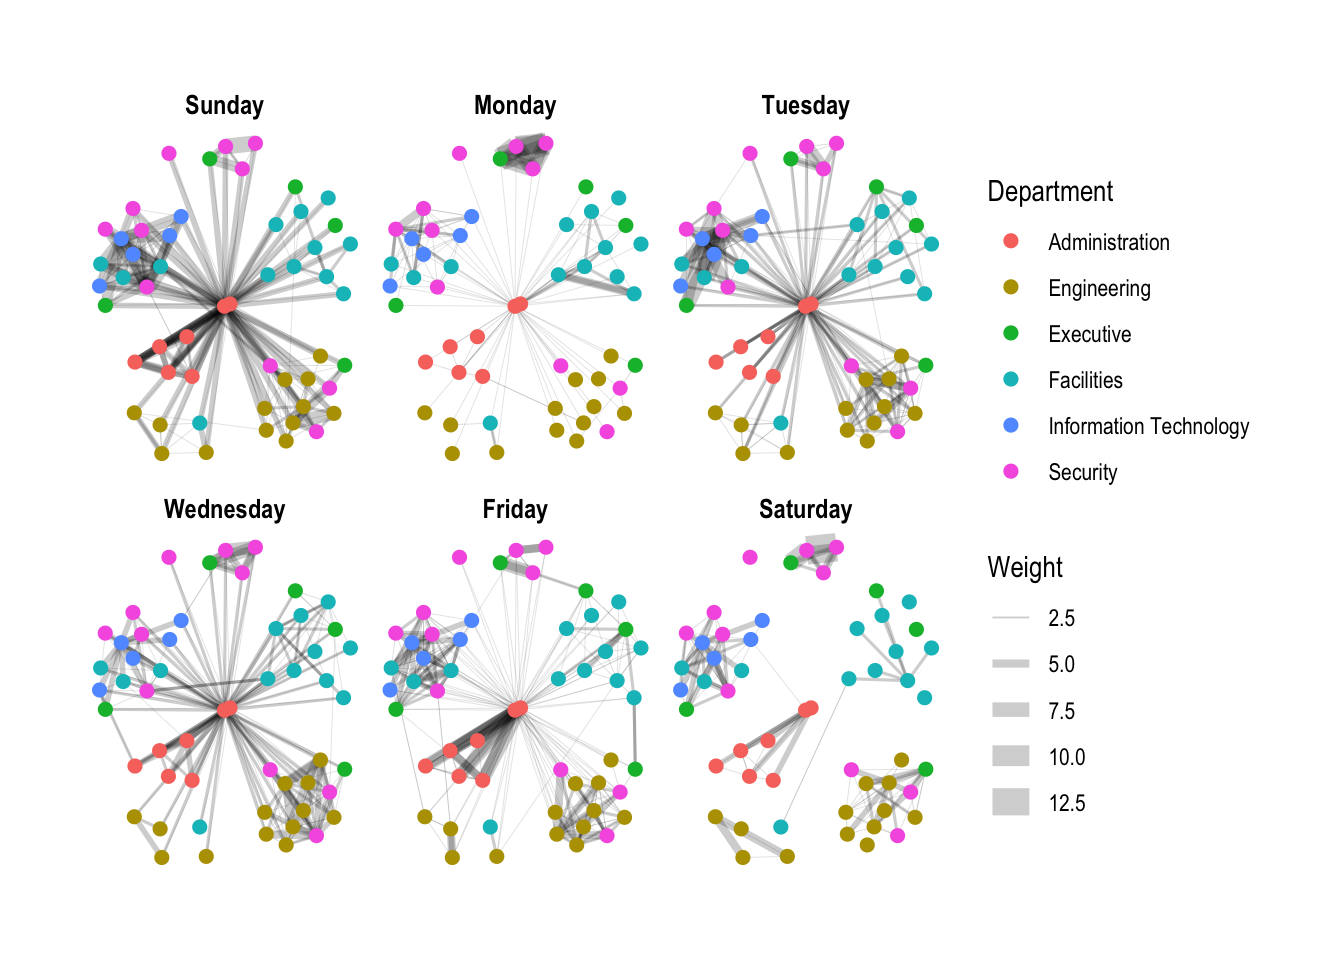 Sunday
Monday
Tuesday
Wednesday
Friday
Saturday
Department
Administration
Engineering
Executive
Facilities
Information Technology
Security
Weight
2.5
5.0
7.5
10.0
12.5